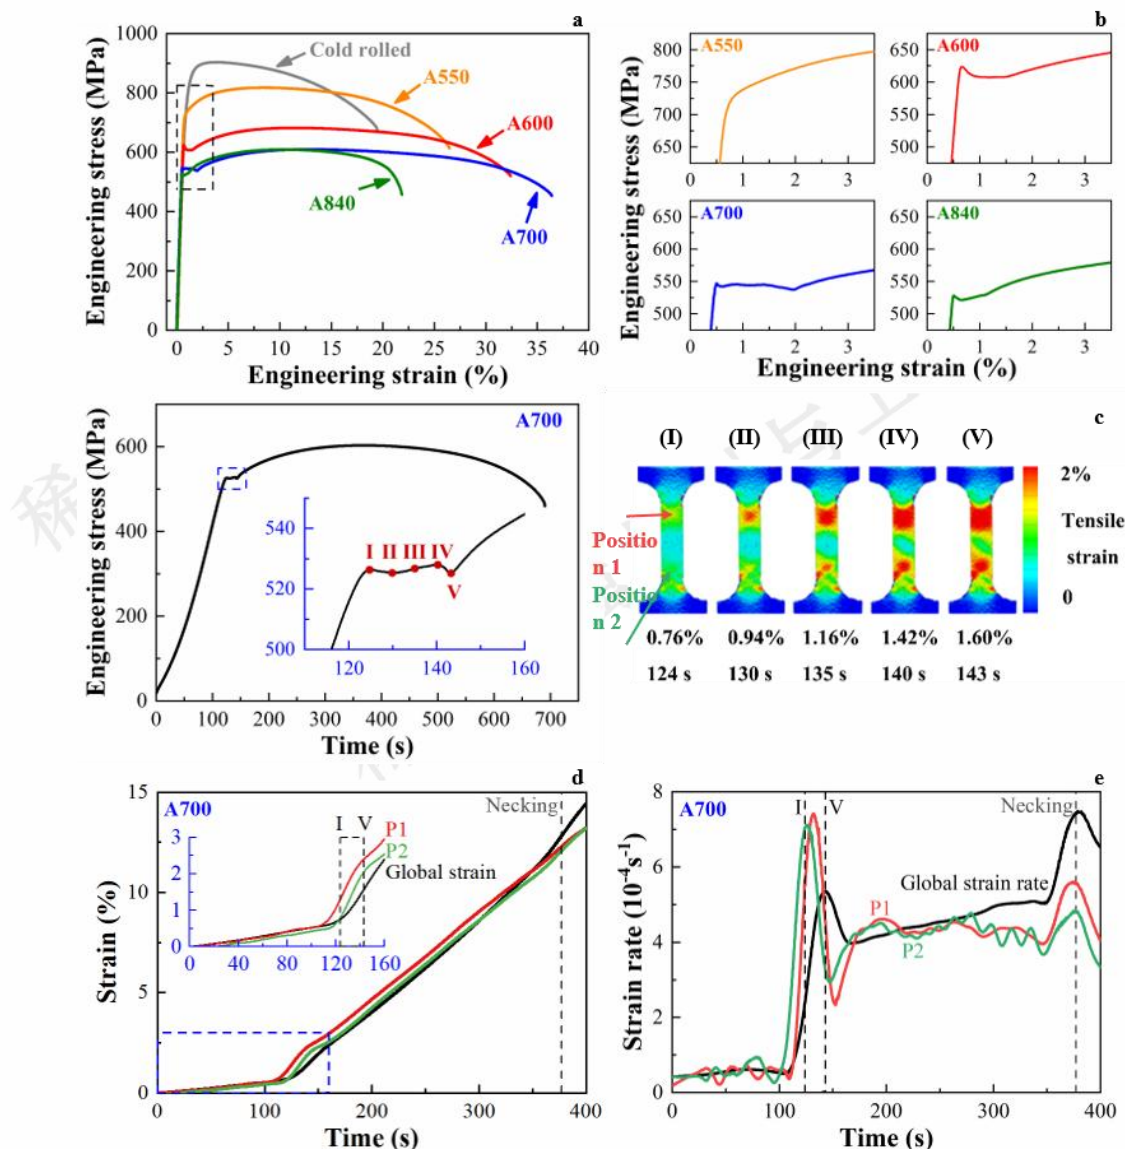 a
1000
800
600
400
200
0
Engineering stress (MPa)
Cold rolled
A550
A600
A840
A700
0 5 10 15 20 25 30 35 40
Engineering strain (%)
b
A550
800
750
700
650
1 2 3
A600
650
625
600
575
550
1 2 3
Engineering stress (MPa)
A700
650
600
550
500
1 2 3
A840
650
600
550
500
1 2 3
Engineering strain (%)
A700
600
400
200
0
Engineering stress (MPa)
540
520
500
I II III IV
V
120 140 160
0 100 200 300 400 500 600 700
Time (s)
c
(I) (II) (III) (IV) (V)
2%
Tensile
strain
0
Positio
n 1
Positio
n 2
0.76% 0.94% 1.16% 1.42% 1.60%
124 s 130 s 135 s 140 s 143 s
d
A700
Necking
15
10
5
0
Strain (%)
I V
3
2
1
0
P1
P2
Global strain
0 40 80 120 160
0 100 200 300 400
Time (s)
e
A700
I V
Necking
8
6
4
2
0
Strain rate (10⁻⁴s⁻¹)
Global strain rate
P1
P2
0 100 200 300 400
Time (s)
稀